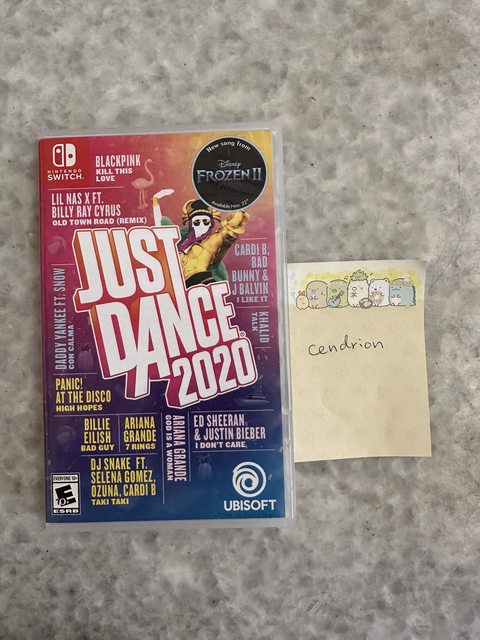 NINTENDO
SWITCH
BLACKPINK
KILL THIS
LOVE
New song from
Disney
FROZEN II
Available Nov. 22nd
LIL NAS X FT.
BILLY RAY CYRUS
OLD TOWN ROAD (REMIX)
JUST
DANCE
2020
CARDI B,
BAD
BUNNY &
J BALVIN
I LIKE IT
DADDY YANKEE FT. SNOW
CON CALMA
KHALID
TALK
PANIC!
AT THE DISCO
HIGH HOPES
BILLIE
EILISH
BAD GUY
ARIANA
GRANDE
7 RINGS
ARIANA GRANDE
GOD IS A WOMAN
ED SHEERAN
& JUSTIN BIEBER
I DON'T CARE
DJ SNAKE FT.
SELENA GOMEZ,
OZUNA, CARDI B
TAKI TAKI
EVERYONE 10+
E
10+
ESRB
UBISOFT
cendrion